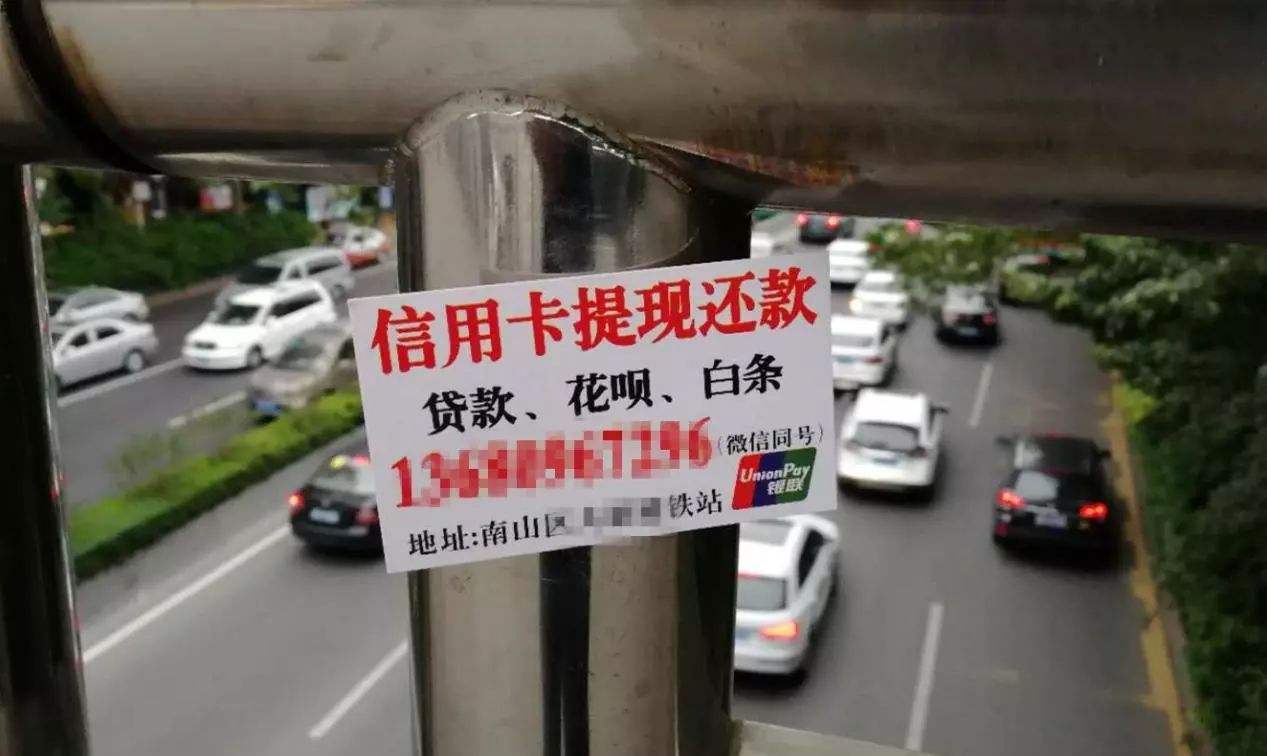 信用卡提现还款
贷款、花呗、白条
(微信同号)
地址:南山区
铁站
UnionPay
银联